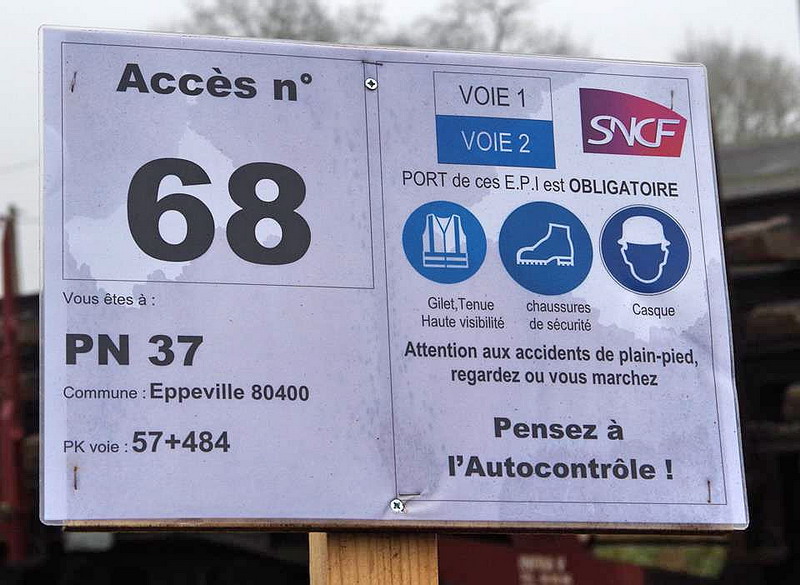 Accès n°
68
Vous êtes à :
PN 37
Commune : Eppeville 80400
PK voie : 57+484
VOIE 1
VOIE 2
SNCF
PORT de ces E.P.I est OBLIGATOIRE
Gilet,Tenue
Haute visibilité
chaussures
de sécurité
Casque
Attention aux accidents de plain-pied,
regardez ou vous marchez
Pensez à
l'Autocontrôle !